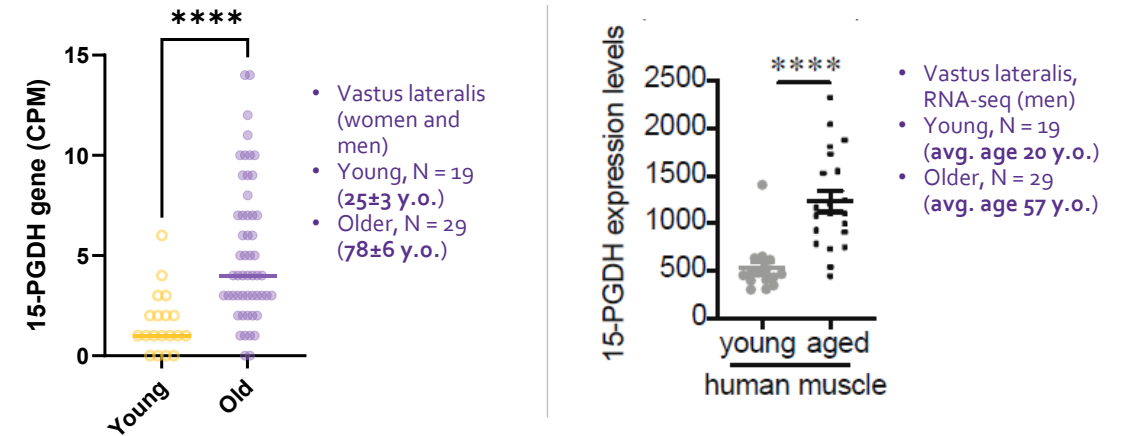 ****
15
10
5
0
15-PGDH gene (CPM)
Young
Old
• Vastus lateralis
(women and
men)
• Young, N = 19
(25±3 y.o.)
• Older, N = 29
(78±6 y.o.)
****
2500
2000
1500
1000
500
0
15-PGDH expression levels
young aged
human muscle
• Vastus lateralis,
RNA-seq (men)
• Young, N = 19
(avg. age 20 y.o.)
• Older, N = 29
(avg. age 57 y.o.)